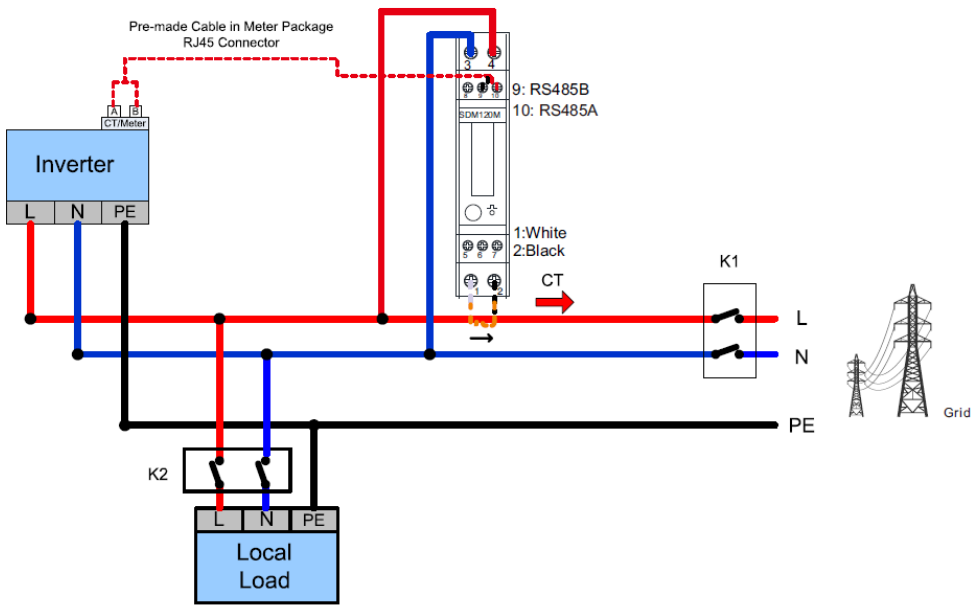 Pre-made Cable in Meter Package
RJ45 Connector
3 4
8 9 10
9: RS485B
10: RS485A
SDM120M
A B
CT/Meter
Inverter
L N PE
1:White
2:Black
5 6 7
1 2
CT
K1
L
N
Grid
PE
K2
L N PE
Local
Load